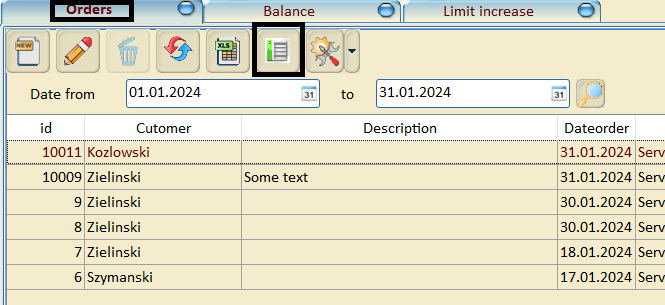 Orders Balance Limit increase
NEW XLS
Date from 01.01.2024 31 to 31.01.2024 31
id Cutomer Description Dateorder
10011 Kozlowski 31.01.2024 Serv
10009 Zielinski Some text 31.01.2024 Serv
9 Zielinski 30.01.2024 Serv
8 Zielinski 30.01.2024 Serv
7 Zielinski 18.01.2024 Serv
6 Szymanski 17.01.2024 Serv